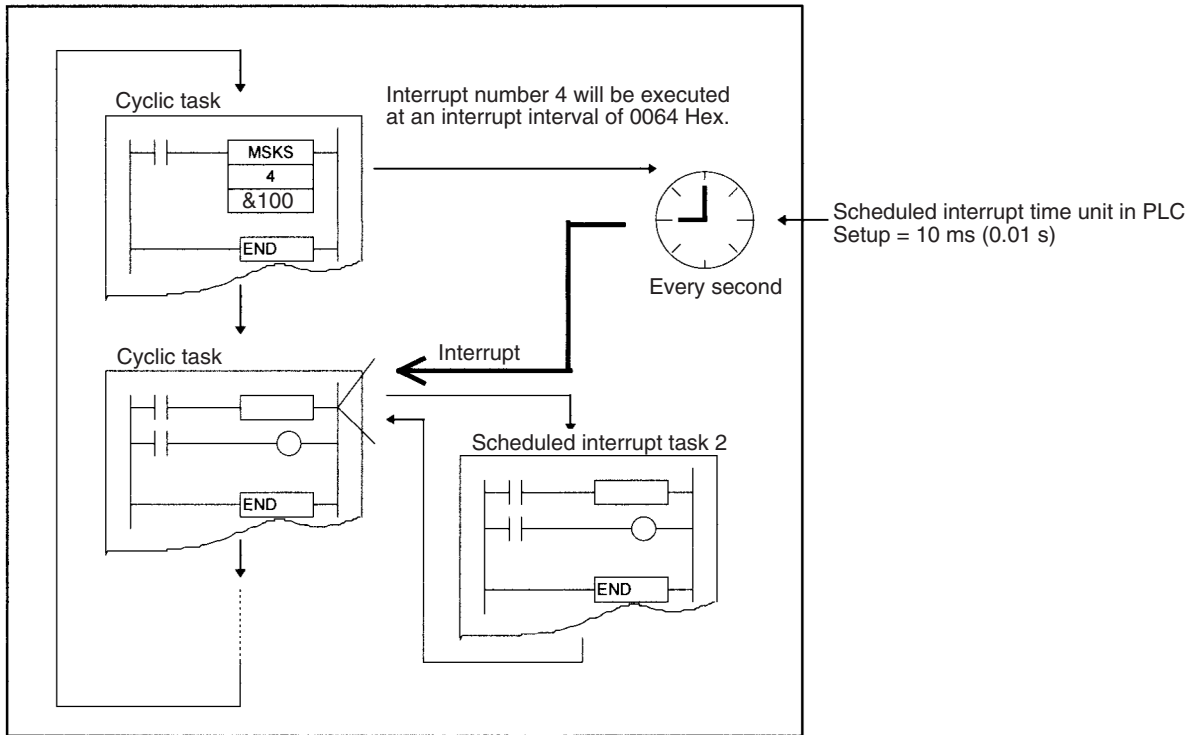 Cyclic task
Interrupt number 4 will be executed
at an interrupt interval of 0064 Hex.
MSKS
4
&100
END
Scheduled interrupt time unit in PLC
Setup = 10 ms (0.01 s)
Every second
Cyclic task
Interrupt
END
Scheduled interrupt task 2
END